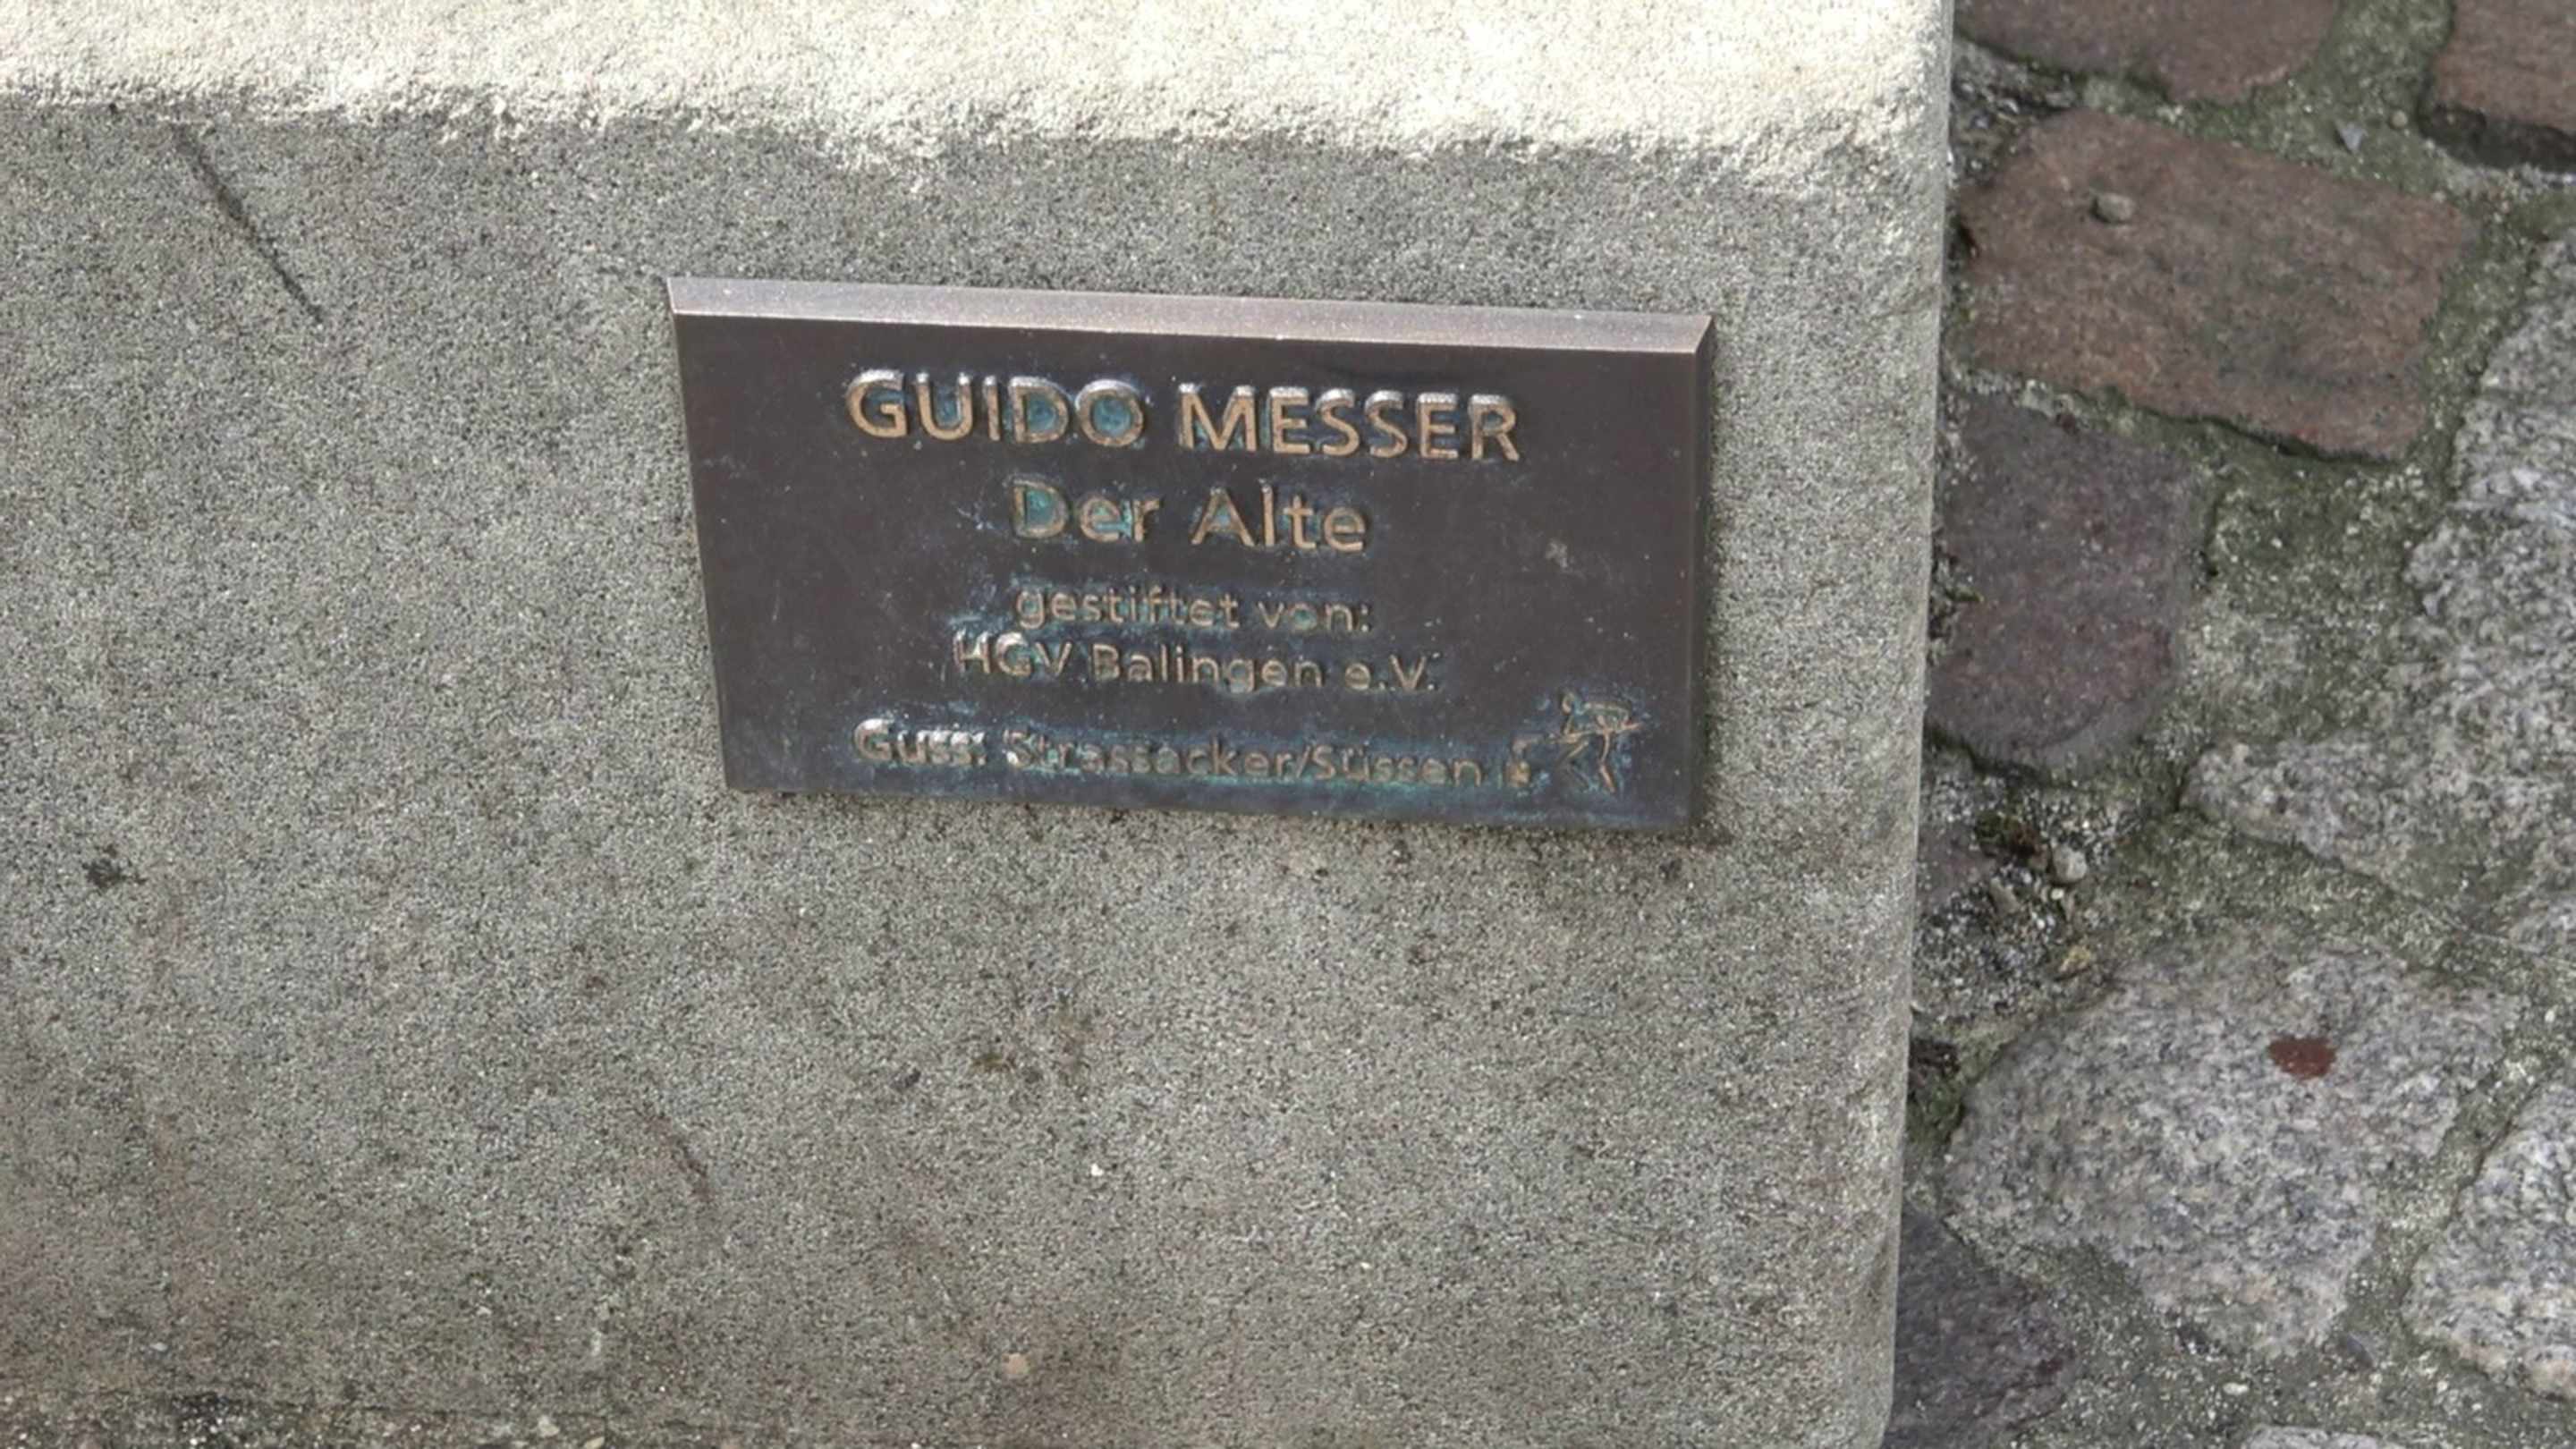 GUIDO MESSER
Der Alte
gestiftet von:
HGV Balingen e.V.
Guss: Strassacker/Süssen